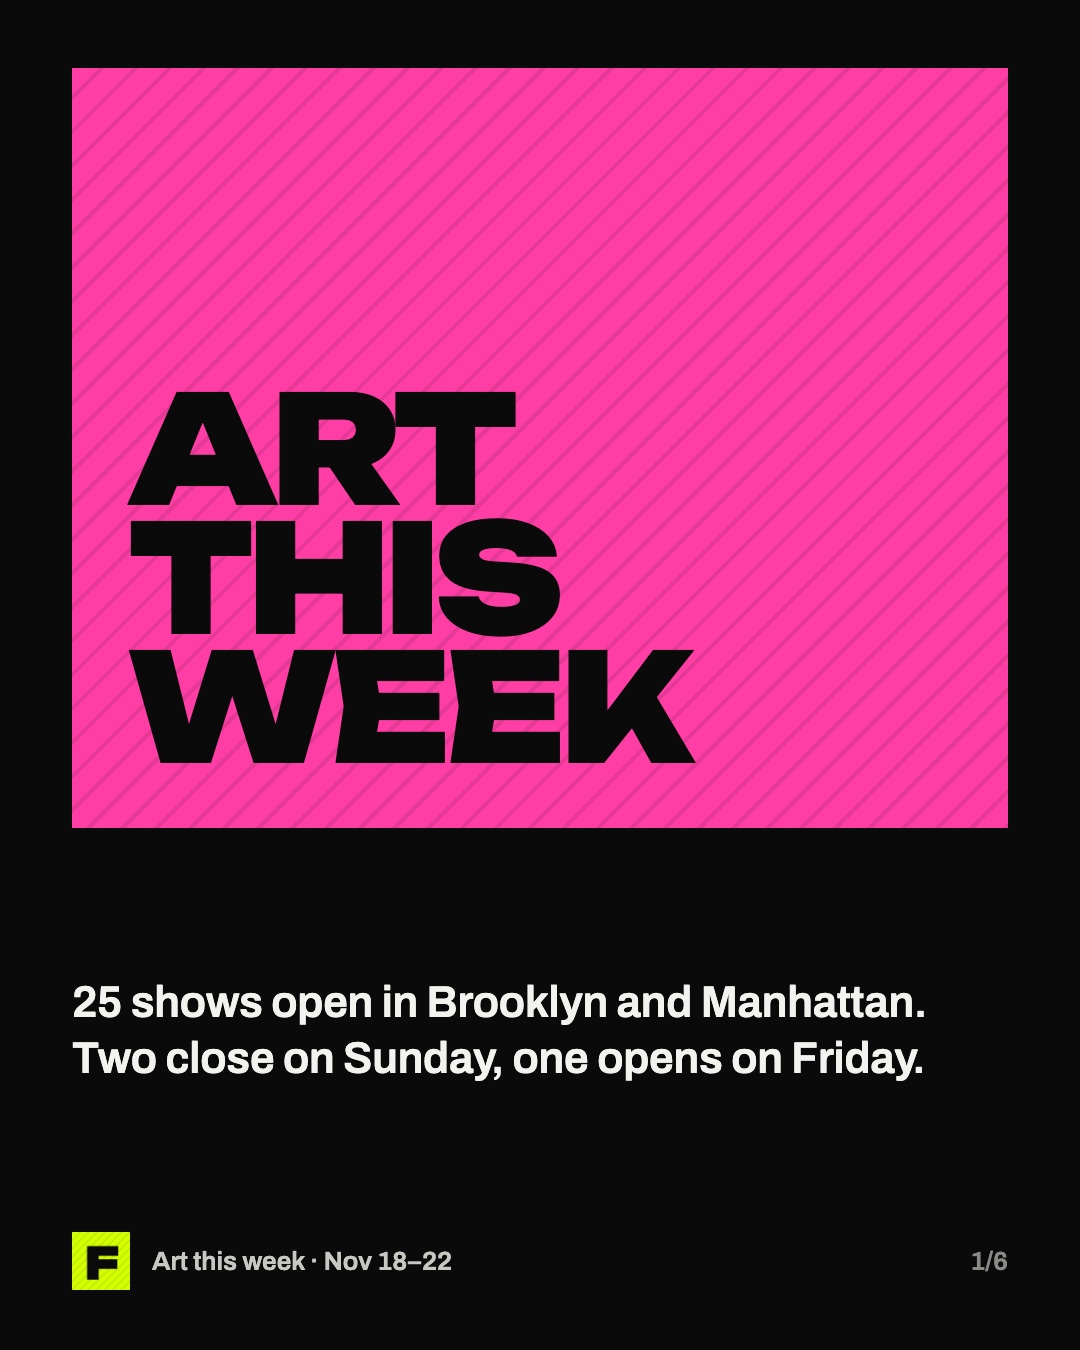 ART
THIS
WEEK
25 shows open in Brooklyn and Manhattan.
Two close on Sunday, one opens on Friday.
F
Art this week · Nov 18–22
1/6